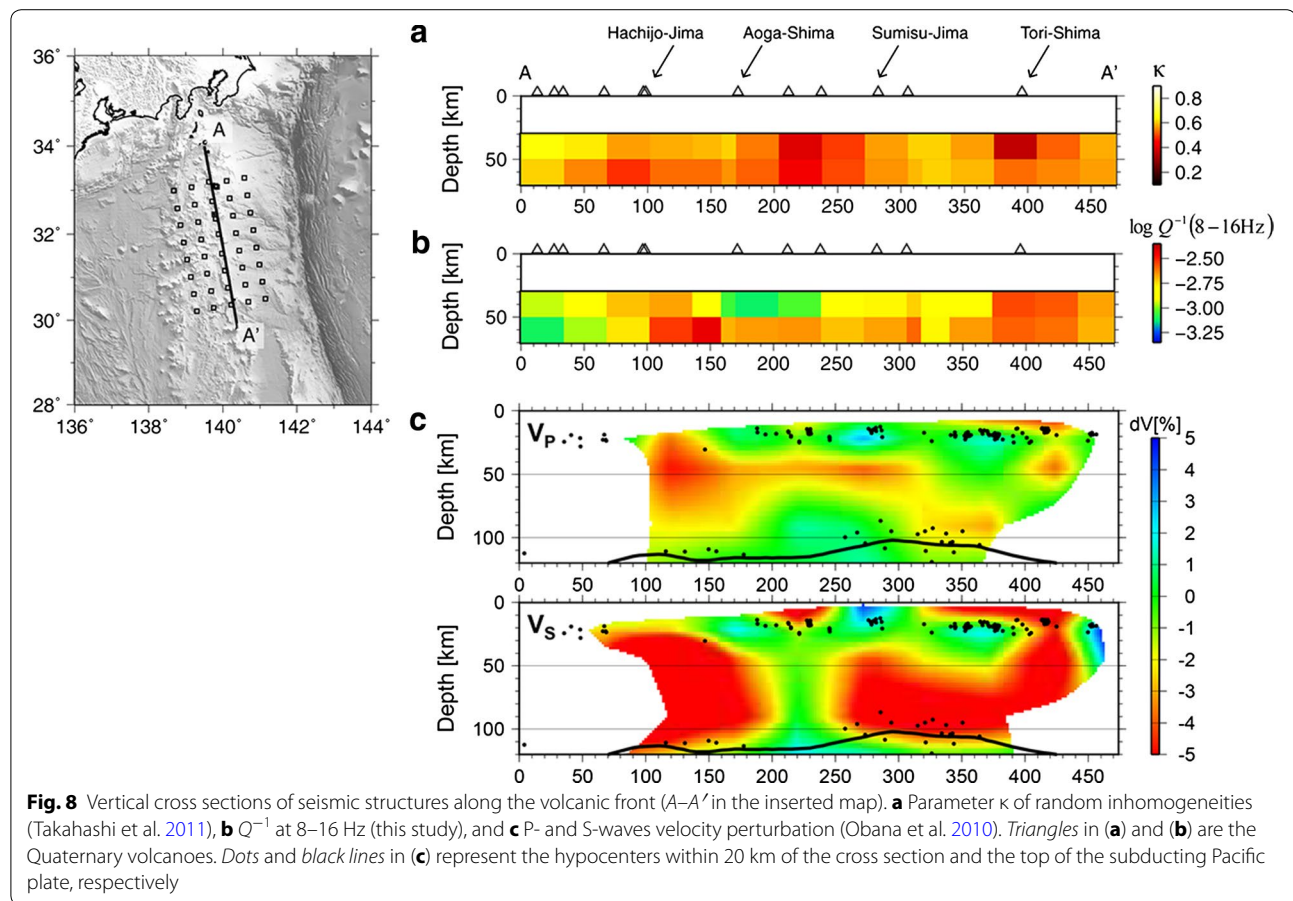 a
Hachijo-Jima Aoga-Shima Sumisu-Jima Tori-Shima
A A'
36° 34° 32° 30° 28°
136° 138° 140° 142° 144°
A
A'
Depth [km]
0 50
0 50 100 150 200 250 300 350 400 450
κ
0.8
0.6
0.4
0.2
b
Depth [km]
0 50
0 50 100 150 200 250 300 350 400 450
log Q⁻¹(8−16Hz)
−2.50
−2.75
−3.00
−3.25
c
VP
Depth [km]
0 50 100
0 50 100 150 200 250 300 350 400 450
VS
Depth [km]
0 50 100
0 50 100 150 200 250 300 350 400 450
dV[%]
5
4
3
2
1
0
-1
-2
-3
-4
-5
Fig. 8 Vertical cross sections of seismic structures along the volcanic front (A–A′ in the inserted map). a Parameter κ of random inhomogeneities
(Takahashi et al. 2011), b Q⁻¹ at 8–16 Hz (this study), and c P- and S-waves velocity perturbation (Obana et al. 2010). Triangles in (a) and (b) are the
Quaternary volcanoes. Dots and black lines in (c) represent the hypocenters within 20 km of the cross section and the top of the subducting Pacific
plate, respectively